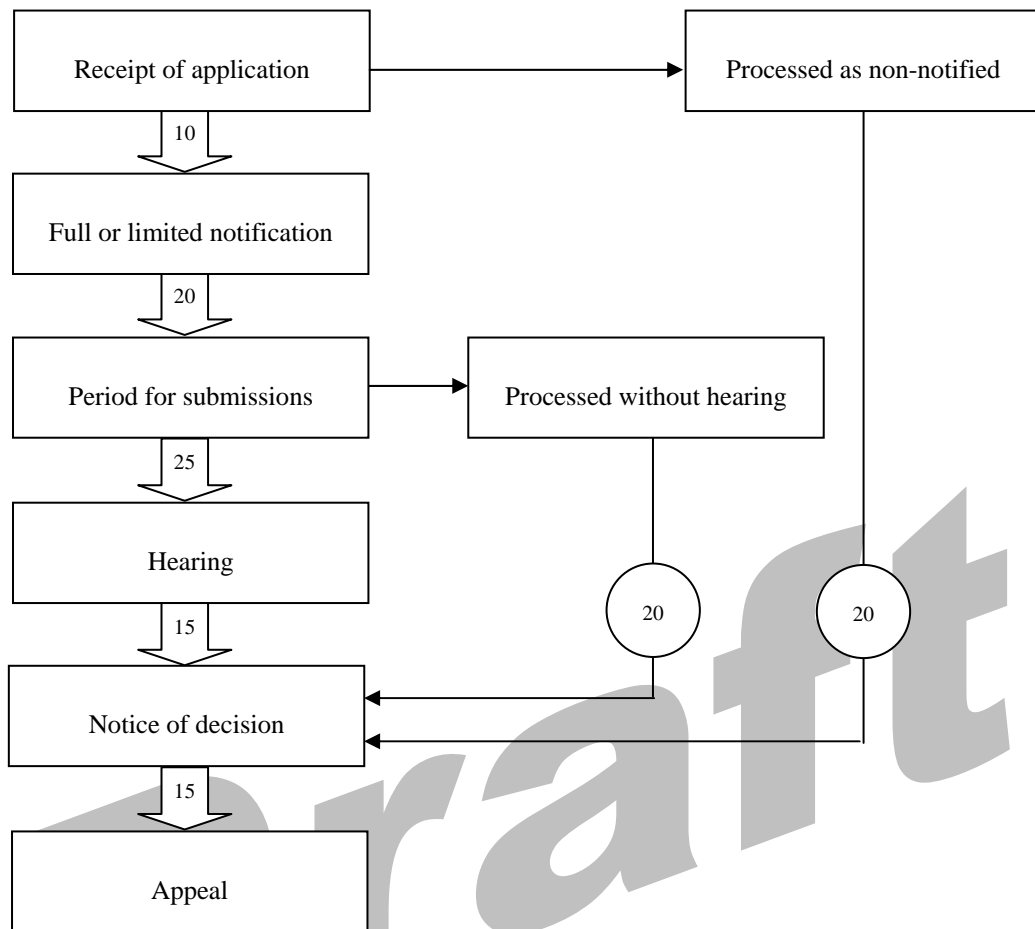 Receipt of application
Processed as non-notified
10
Full or limited notification
20
Period for submissions
Processed without hearing
25
Hearing
15
20
20
Notice of decision
15
Appeal
Draft